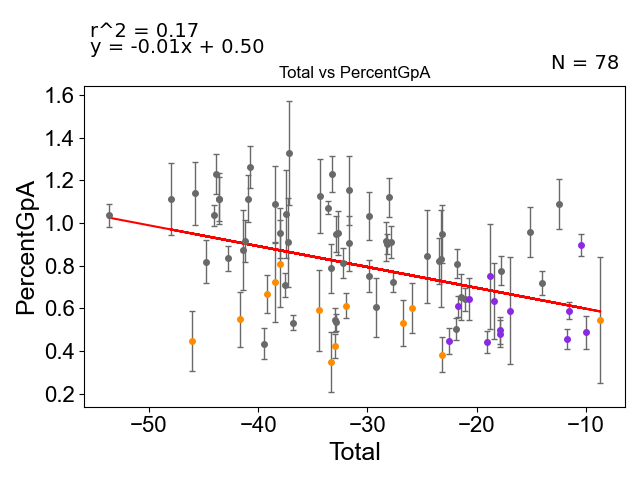 r^2 = 0.17
y = -0.01x + 0.50
N = 78
Total vs PercentGpA
PercentGpA
1.6
1.4
1.2
1.0
0.8
0.6
0.4
0.2
−50 −40 −30 −20 −10
Total